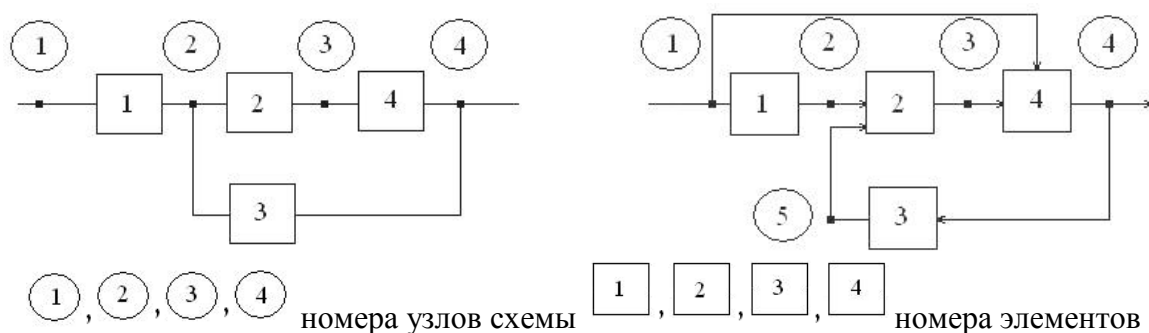 1 2 3 4 1 2 3 4
1 2 4 1 2 4
3 5 3
1 , 2 , 3 , 4 номера узлов схемы 1 , 2 , 3 , 4 номера элементов